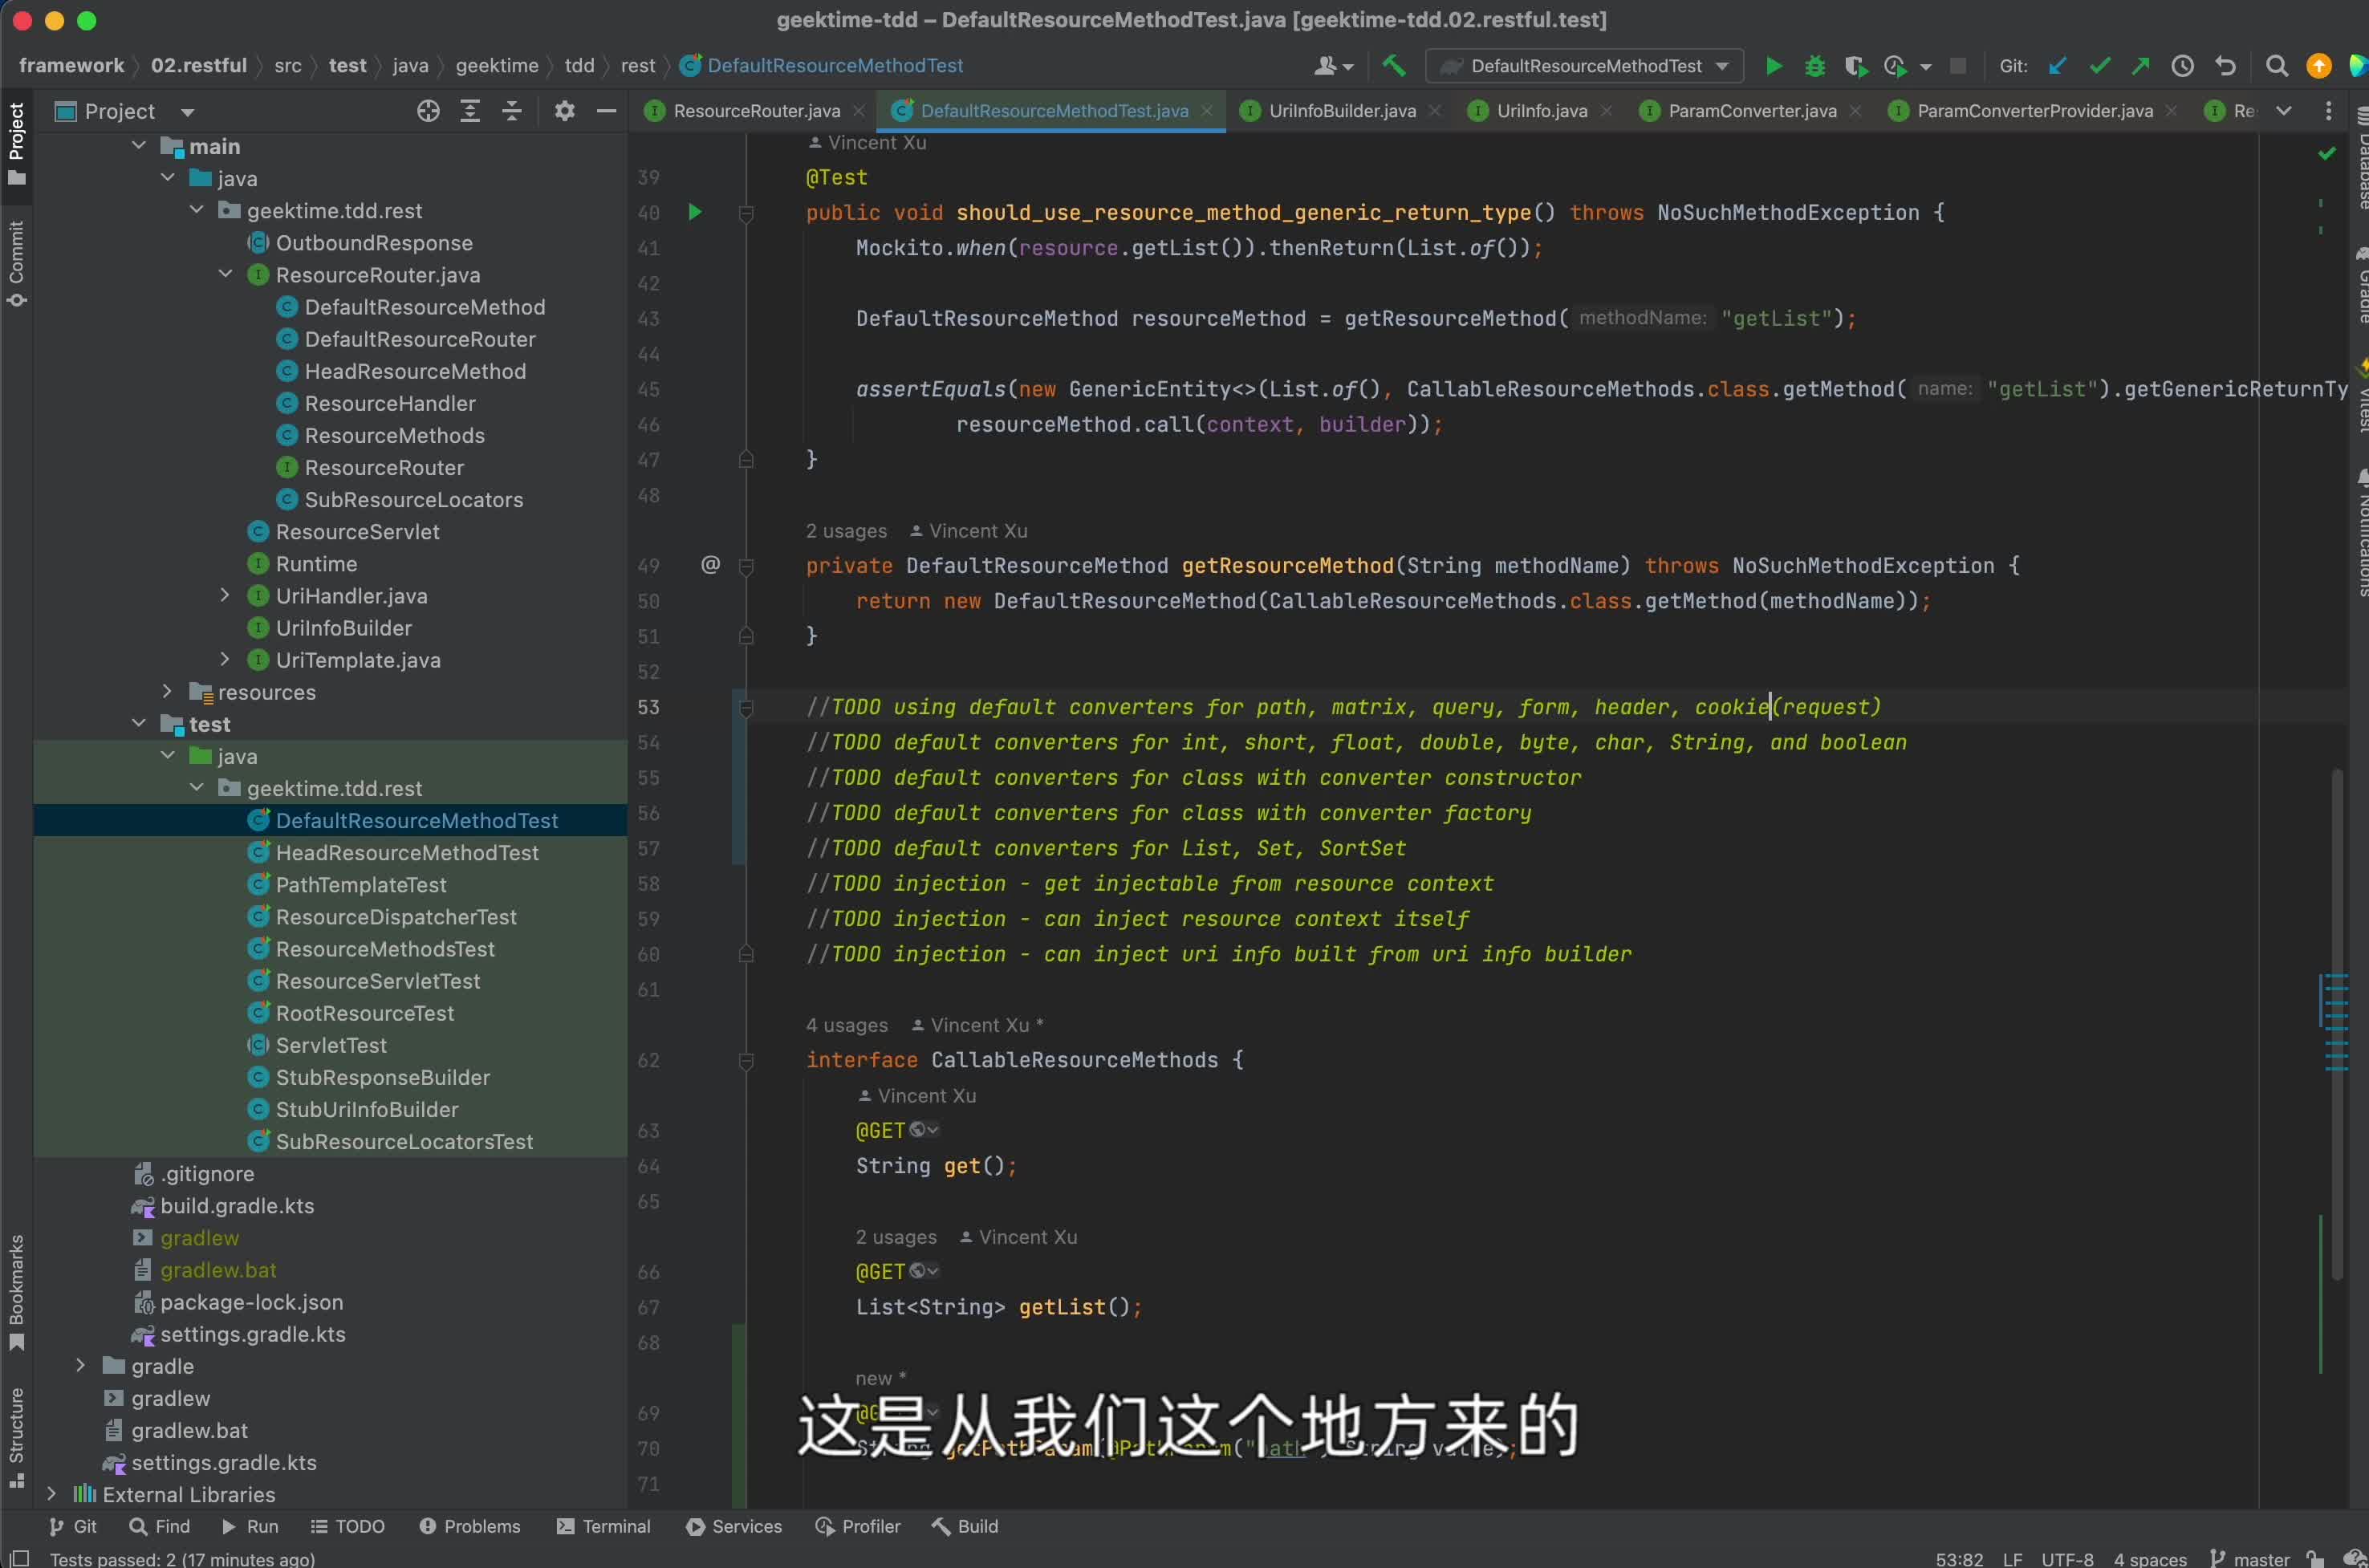 geektime-tdd – DefaultResourceMethodTest.java [geektime-tdd.02.restful.test]
framework 02.restful src test java geektime tdd rest DefaultResourceMethodTest
DefaultResourceMethodTest Git:
Project
ResourceRouter.java DefaultResourceMethodTest.java UriInfoBuilder.java UriInfo.java ParamConverter.java ParamConverterProvider.java Re
Project
Commit
Bookmarks
Structure
main
java
geektime.tdd.rest
OutboundResponse
ResourceRouter.java
DefaultResourceMethod
DefaultResourceRouter
HeadResourceMethod
ResourceHandler
ResourceMethods
ResourceRouter
SubResourceLocators
ResourceServlet
Runtime
UriHandler.java
UriInfoBuilder
UriTemplate.java
resources
test
java
geektime.tdd.rest
DefaultResourceMethodTest
HeadResourceMethodTest
PathTemplateTest
ResourceDispatcherTest
ResourceMethodsTest
ResourceServletTest
RootResourceTest
ServletTest
StubResponseBuilder
StubUriInfoBuilder
SubResourceLocatorsTest
.gitignore
build.gradle.kts
gradlew
gradlew.bat
package-lock.json
settings.gradle.kts
gradle
gradlew
gradlew.bat
settings.gradle.kts
External Libraries
Vincent Xu
39 @Test
40 public void should_use_resource_method_generic_return_type() throws NoSuchMethodException {
41 Mockito.when(resource.getList()).thenReturn(List.of());
42
43 DefaultResourceMethod resourceMethod = getResourceMethod( methodName: "getList");
44
45 assertEquals(new GenericEntity<>(List.of(), CallableResourceMethods.class.getMethod( name: "getList").getGenericReturnTy
46 resourceMethod.call(context, builder));
47 }
48
2 usages Vincent Xu
49 @ private DefaultResourceMethod getResourceMethod(String methodName) throws NoSuchMethodException {
50 return new DefaultResourceMethod(CallableResourceMethods.class.getMethod(methodName));
51 }
52
53 //TODO using default converters for path, matrix, query, form, header, cookie(request)
54 //TODO default converters for int, short, float, double, byte, char, String, and boolean
55 //TODO default converters for class with converter constructor
56 //TODO default converters for class with converter factory
57 //TODO default converters for List, Set, SortSet
58 //TODO injection - get injectable from resource context
59 //TODO injection - can inject resource context itself
60 //TODO injection - can inject uri info built from uri info builder
61
4 usages Vincent Xu *
62 interface CallableResourceMethods {
Vincent Xu
63 @GET
64 String get();
65
2 usages Vincent Xu
66 @GET
67 List<String> getList();
68
new *
69
70
71
这是从我们这个地方来的
Database
Gradle
Vitest
Notifications
Git Find Run TODO Problems Terminal Services Profiler Build
Tests passed: 2 (17 minutes ago) 53:82 LF UTF-8 4 spaces master